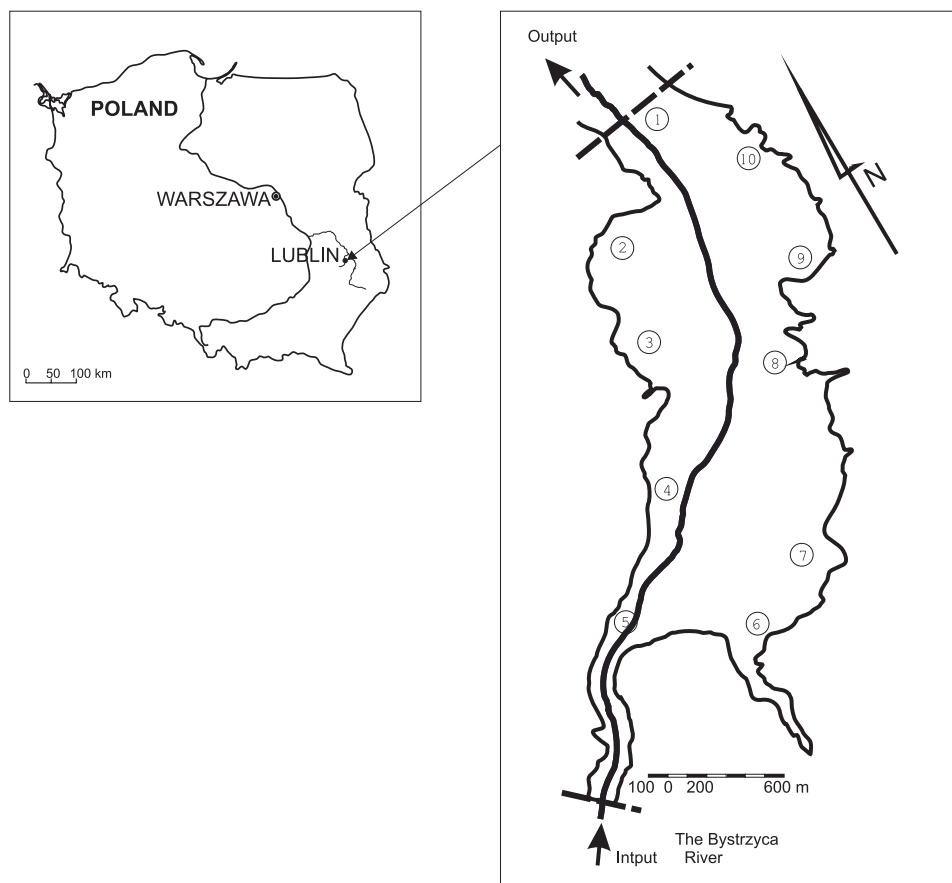 POLAND
WARSZAWA
LUBLIN
0 50 100 km
Output
1
10
N
2
9
3
8
4
7
5
6
100 0 200 600 m
The Bystrzyca
River
Intput